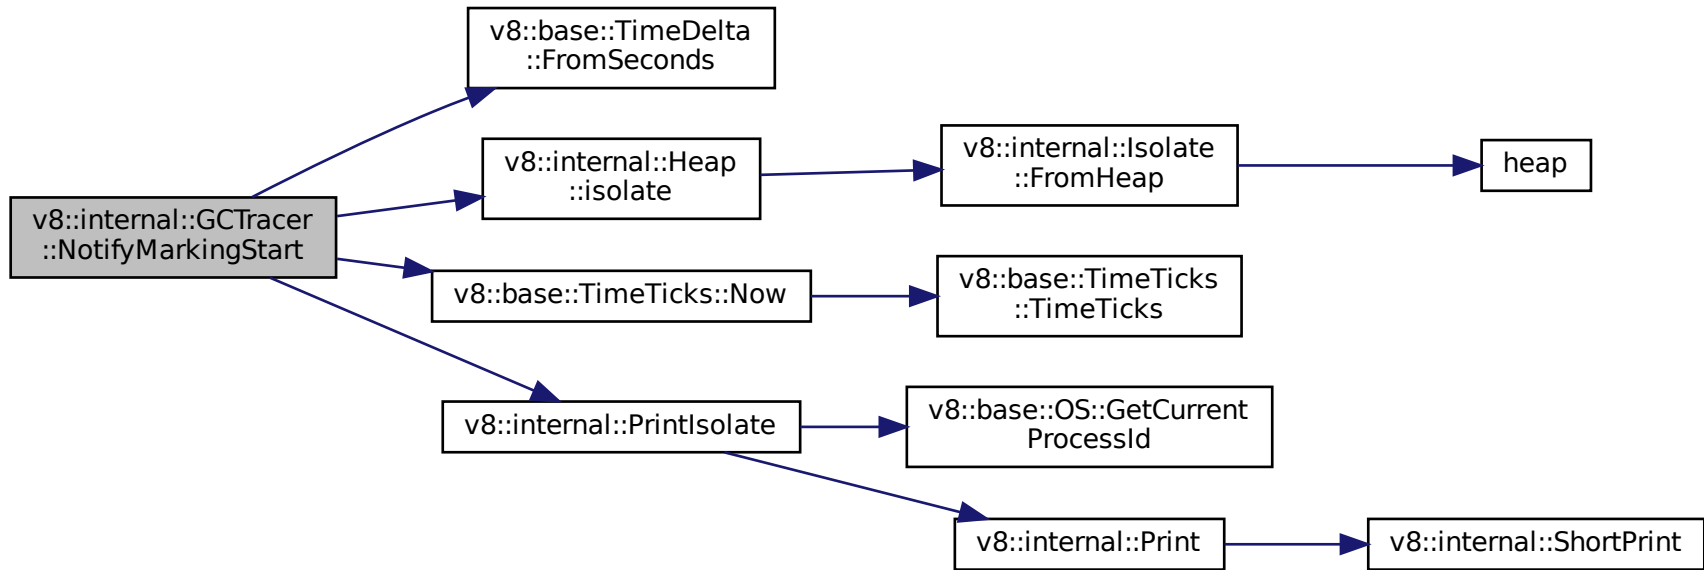 v8::base::TimeDelta
::FromSeconds
v8::internal::Isolate
::FromHeap
v8::internal::Heap
::isolate
heap
v8::internal::GCTracer
::NotifyMarkingStart
v8::base::TimeTicks::Now
v8::base::TimeTicks
::TimeTicks
v8::internal::PrintIsolate
v8::base::OS::GetCurrent
ProcessId
v8::internal::Print
v8::internal::ShortPrint